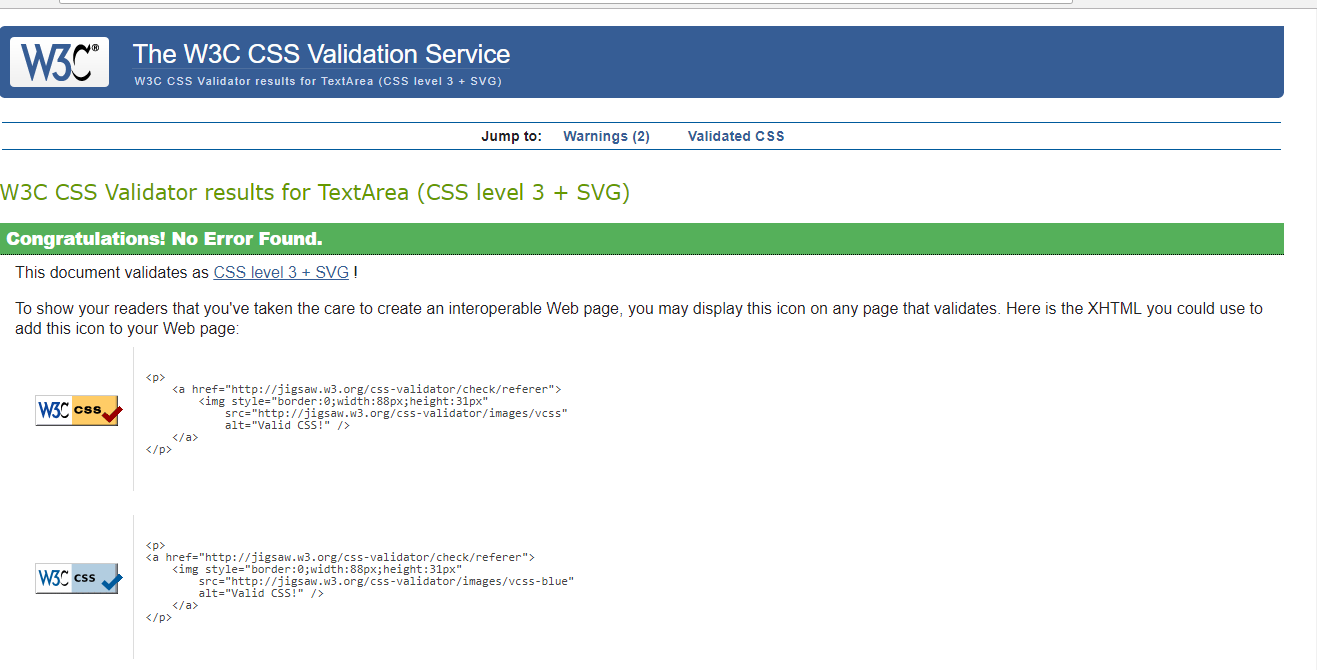 W3C®
The W3C CSS Validation Service
W3C CSS Validator results for TextArea (CSS level 3 + SVG)
Jump to: Warnings (2) Validated CSS
W3C CSS Validator results for TextArea (CSS level 3 + SVG)
Congratulations! No Error Found.
This document validates as CSS level 3 + SVG !
To show your readers that you've taken the care to create an interoperable Web page, you may display this icon on any page that validates. Here is the XHTML you could use to
add this icon to your Web page:
W3C css
<p>
    <a href="http://jigsaw.w3.org/css-validator/check/referer">
        <img style="border:0;width:88px;height:31px"
            src="http://jigsaw.w3.org/css-validator/images/vcss"
            alt="Valid CSS!" />
    </a>
</p>
W3C css
<p>
<a href="http://jigsaw.w3.org/css-validator/check/referer">
    <img style="border:0;width:88px;height:31px"
        src="http://jigsaw.w3.org/css-validator/images/vcss-blue"
        alt="Valid CSS!" />
    </a>
</p>